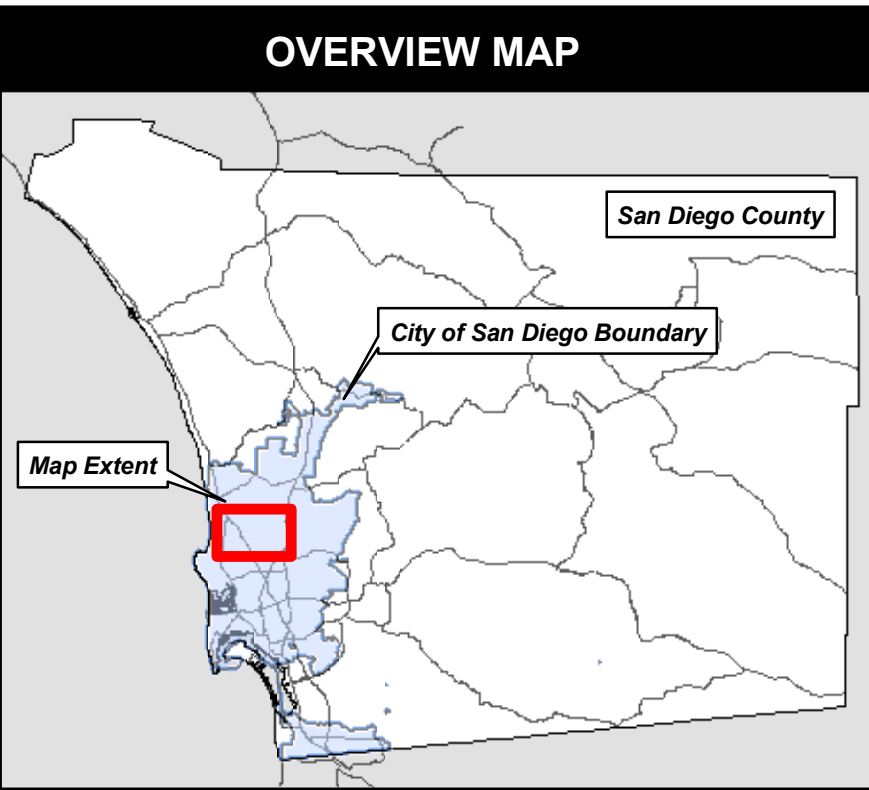 OVERVIEW MAP
San Diego County
City of San Diego Boundary
Map Extent